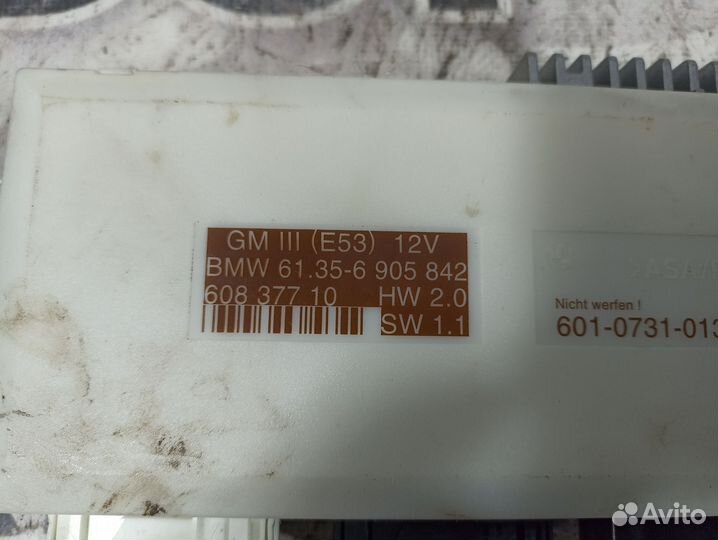 GM III (E53) 12V
BMW 61.35-6 905 842
608 377 10 HW 2.0
SW 1.1
>ASA/
Nicht werfen !
601-0731-013
Avito